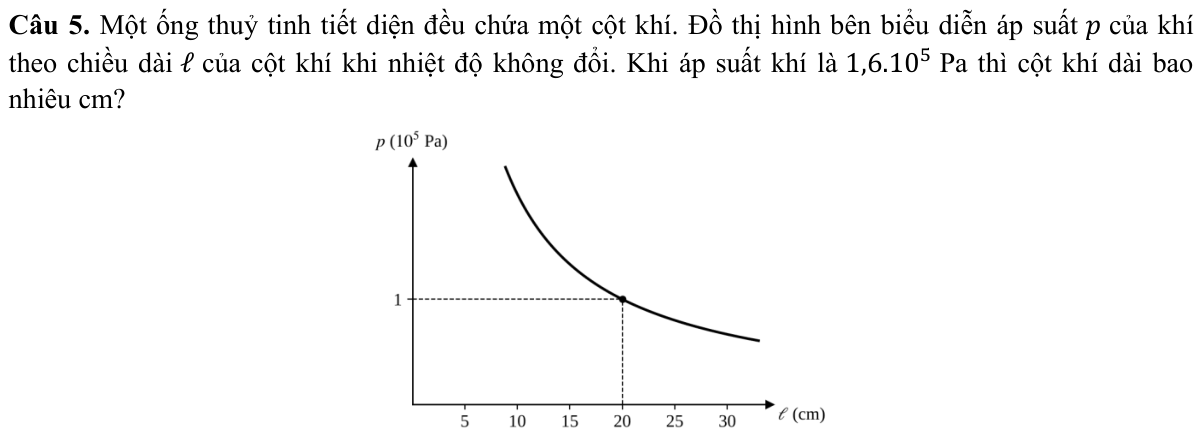 Câu 5. Một ống thuỷ tinh tiết diện đều chứa một cột khí. Đồ thị hình bên biểu diễn áp suất p của khí
theo chiều dài ℓ của cột khí khi nhiệt độ không đổi. Khi áp suất khí là 1,6.10⁵ Pa thì cột khí dài bao
nhiêu cm?
p (10⁵ Pa)
1
5 10 15 20 25 30 ℓ (cm)